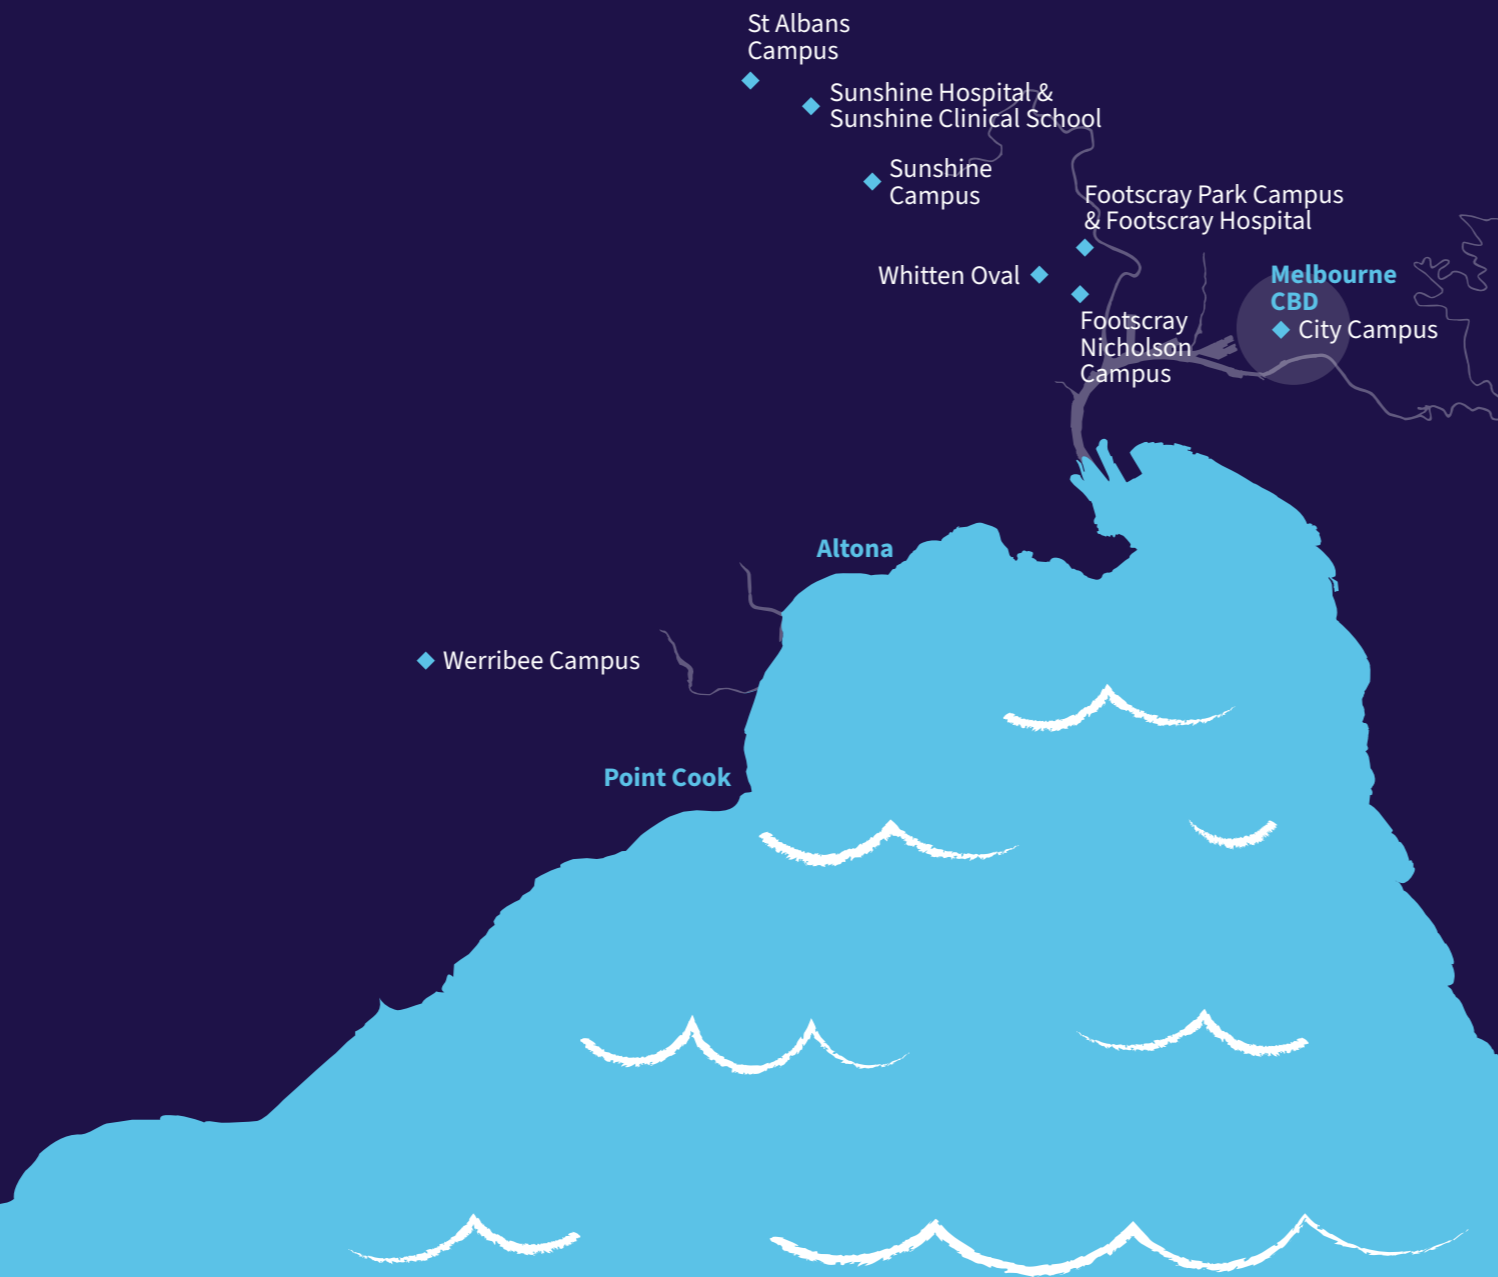 St Albans
Campus
Sunshine Hospital &
Sunshine Clinical School
Sunshine
Campus
Footscray Park Campus
& Footscray Hospital
Whitten Oval
Melbourne
CBD
City Campus
Footscray
Nicholson
Campus
Altona
Werribee Campus
Point Cook